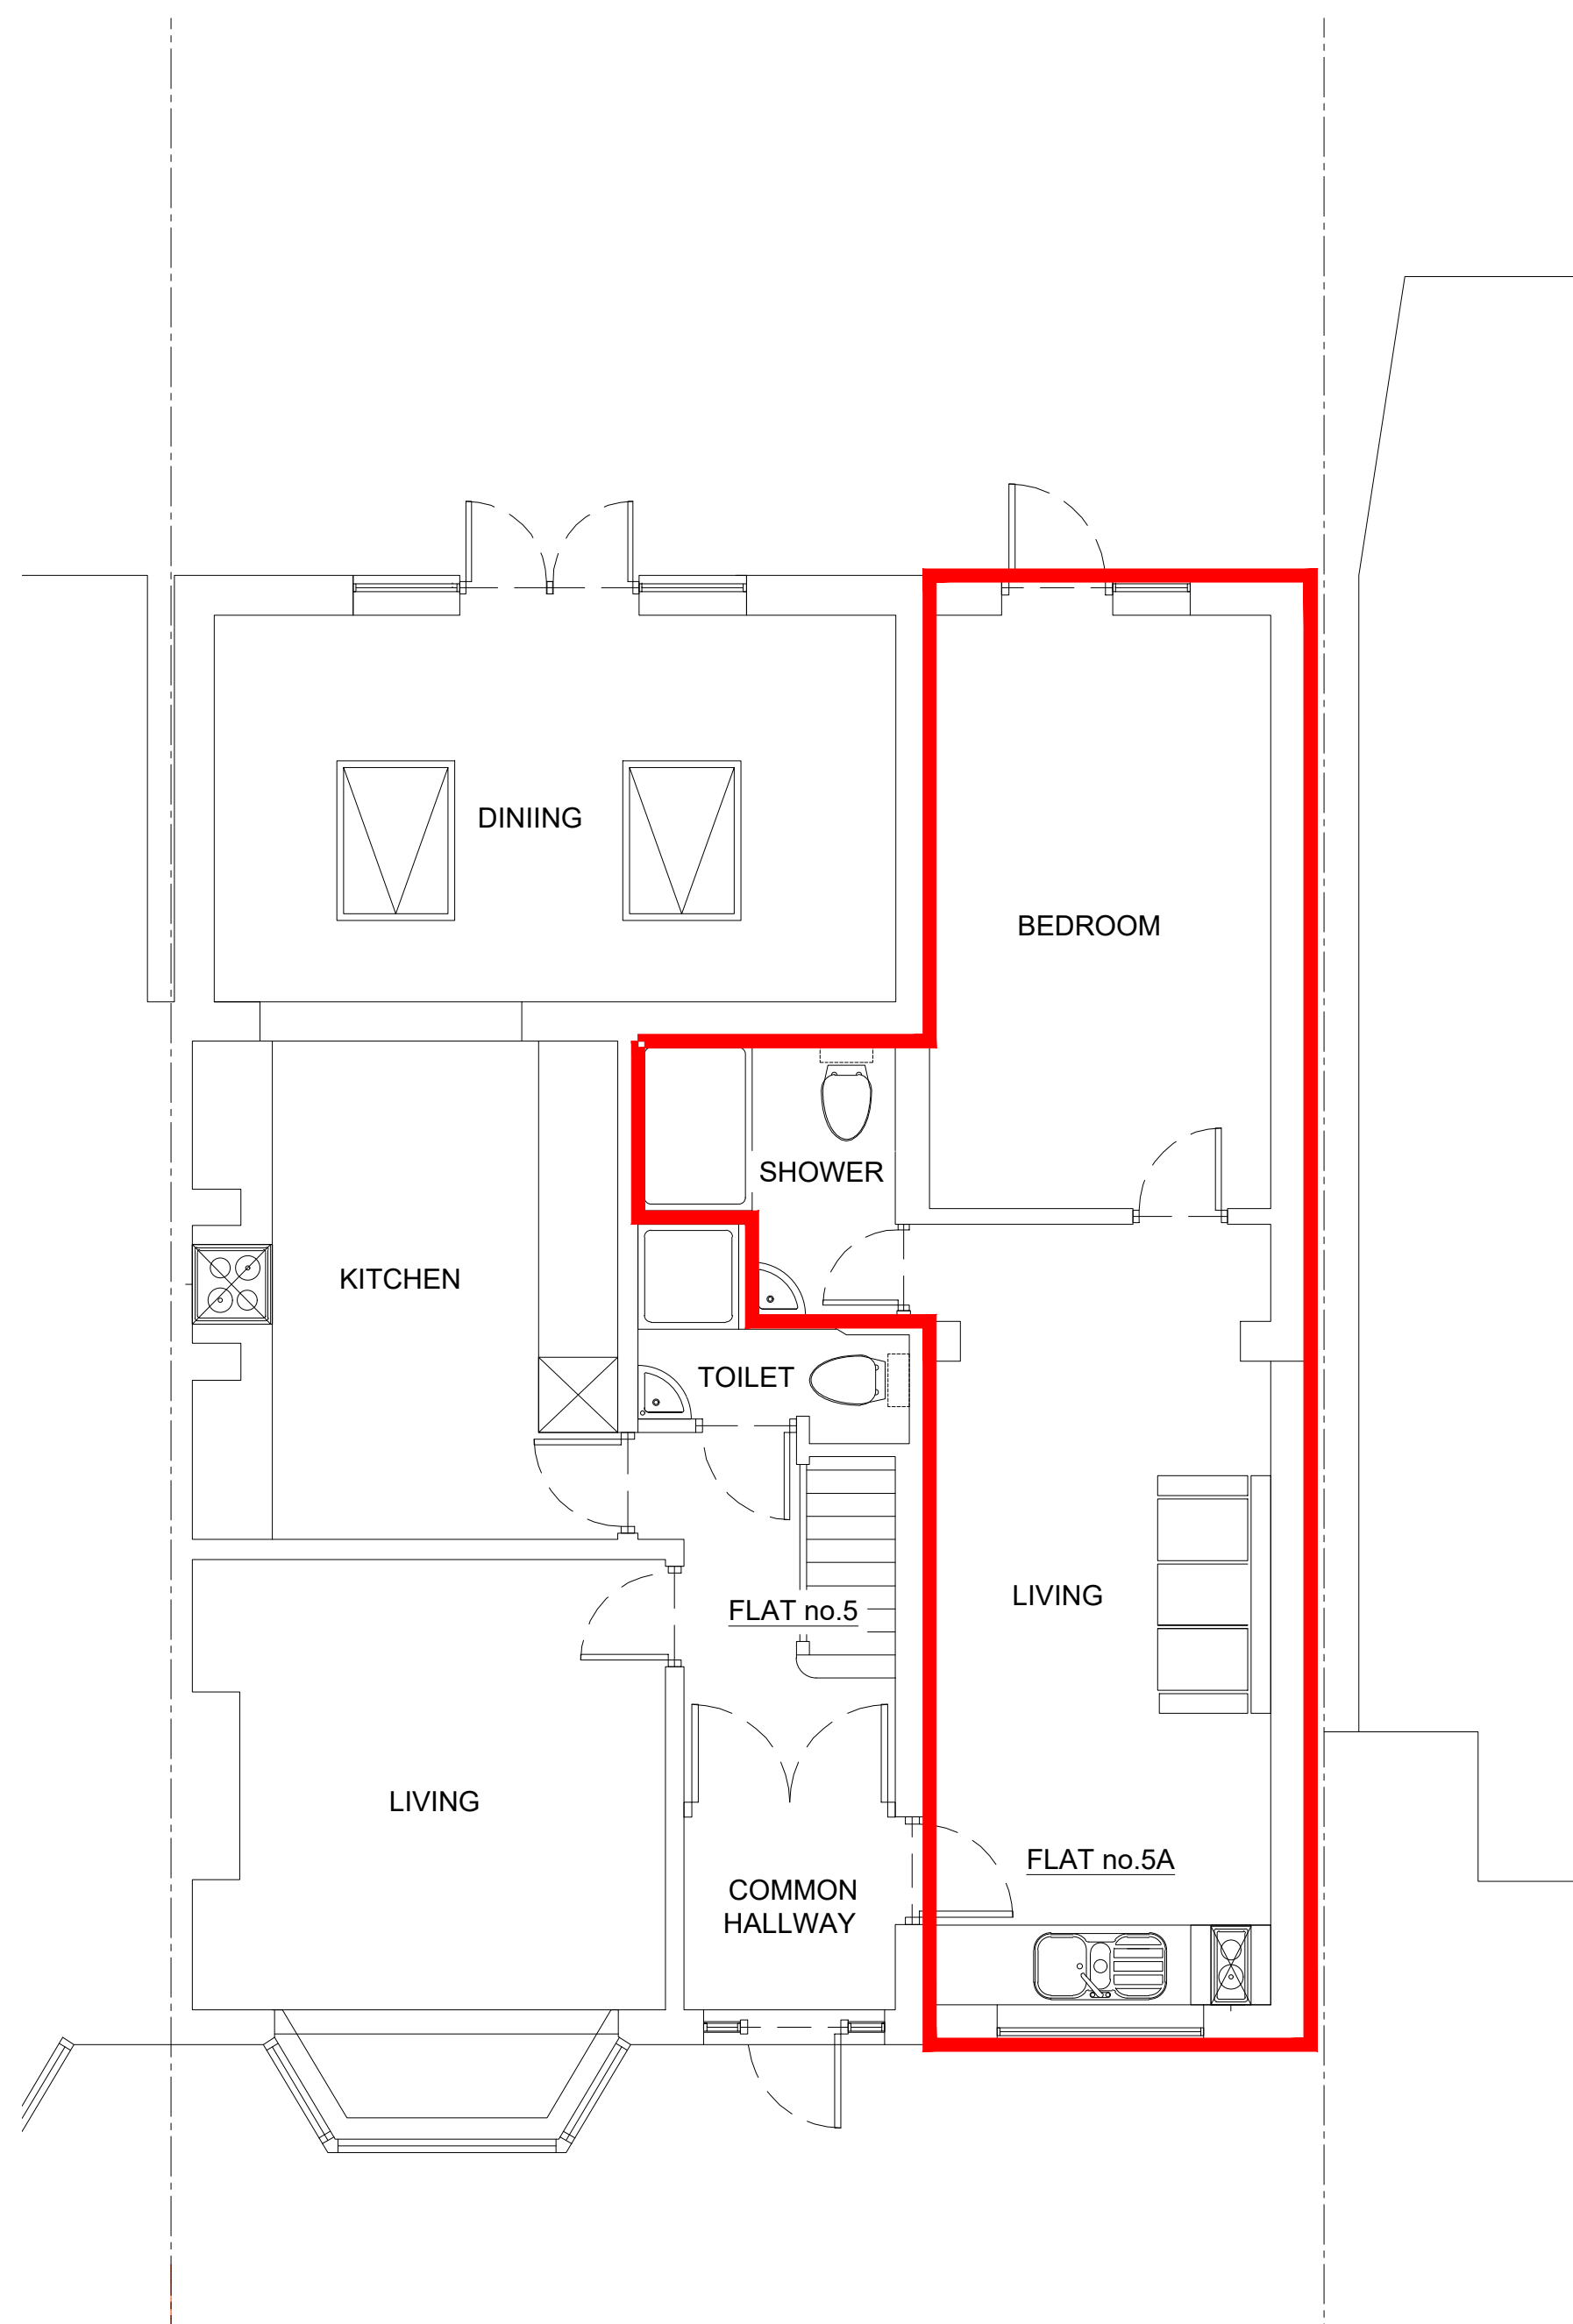 DINIING
BEDROOM
SHOWER
KITCHEN
TOILET
LIVING
FLAT no.5
LIVING
FLAT no.5A
COMMON
HALLWAY